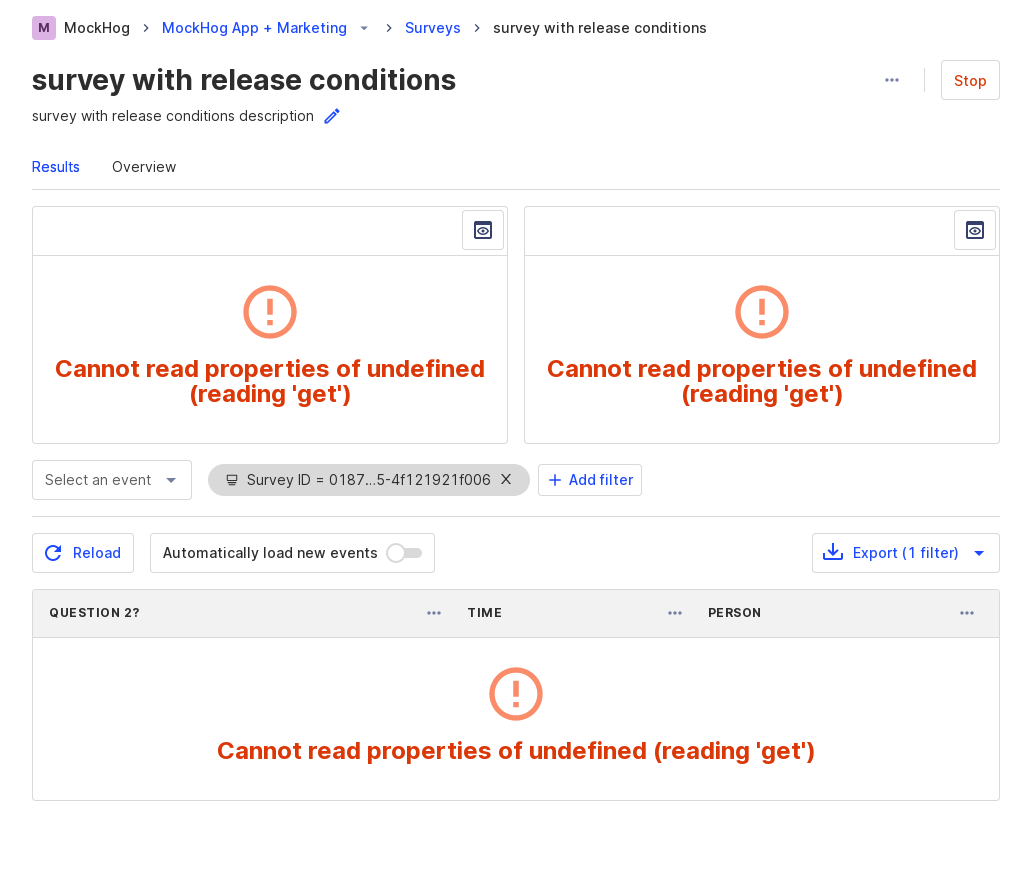 M MockHog MockHog App + Marketing Surveys survey with release conditions
survey with release conditions
Stop
survey with release conditions description
Results Overview
Cannot read properties of undefined
(reading 'get')
Cannot read properties of undefined
(reading 'get')
Select an event Survey ID = 0187...5-4f121921f006 Add filter
Reload Automatically load new events Export (1 filter)
QUESTION 2? TIME PERSON
Cannot read properties of undefined (reading 'get')